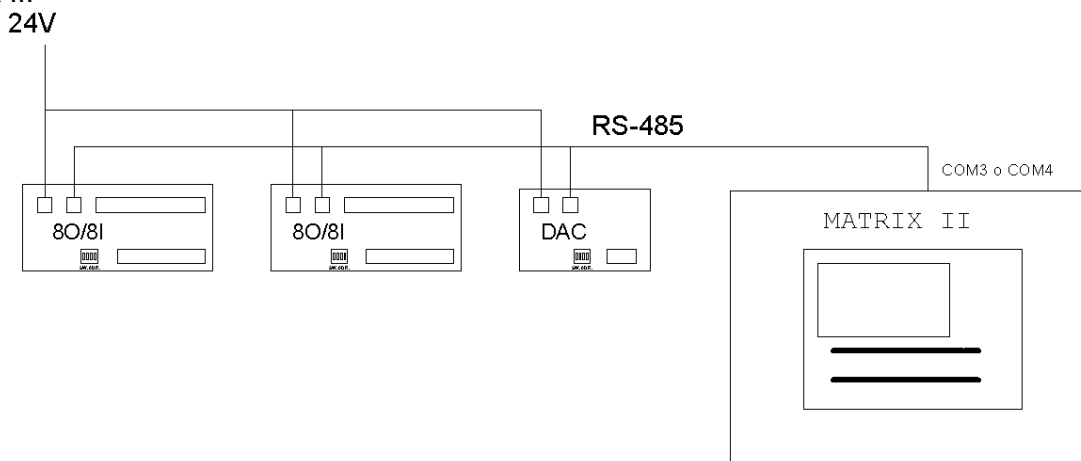 24V
RS-485
COM3 o COM4
MATRIX II
8O/8I
8O/8I
DAC